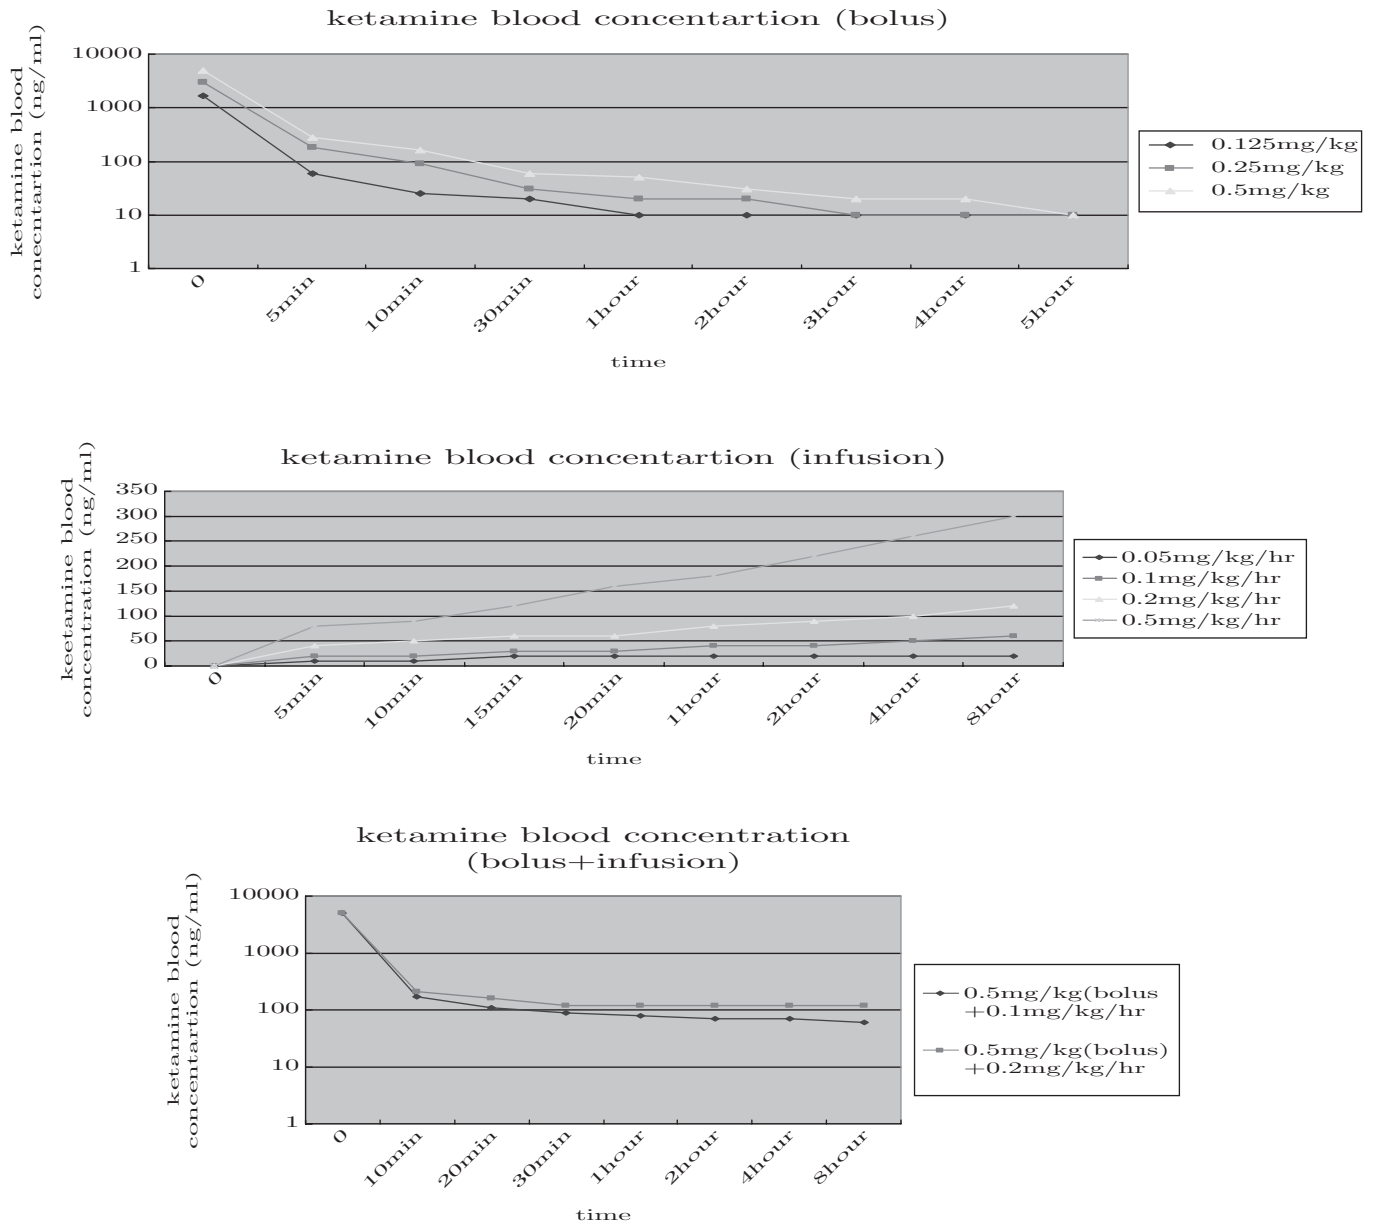 ketamine blood concentartion (bolus)
ketamine blood
conecntartion (ng/ml)
10000
1000
100
10
1
0
5min
10min
30min
1hour
2hour
3hour
4hour
5hour
time
0.125mg/kg
0.25mg/kg
0.5mg/kg
ketamine blood concentartion (infusion)
keetamine blood
concentration (ng/ml)
350
300
250
200
150
100
50
0
0
5min
10min
15min
20min
1hour
2hour
4hour
8hour
time
0.05mg/kg/hr
0.1mg/kg/hr
0.2mg/kg/hr
0.5mg/kg/hr
ketamine blood concentration
(bolus+infusion)
ketamine blood
concentartion (ng/ml)
10000
1000
100
10
1
0
10min
20min
30min
1hour
2hour
4hour
8hour
time
0.5mg/kg(bolus
+0.1mg/kg/hr
0.5mg/kg(bolus)
+0.2mg/kg/hr